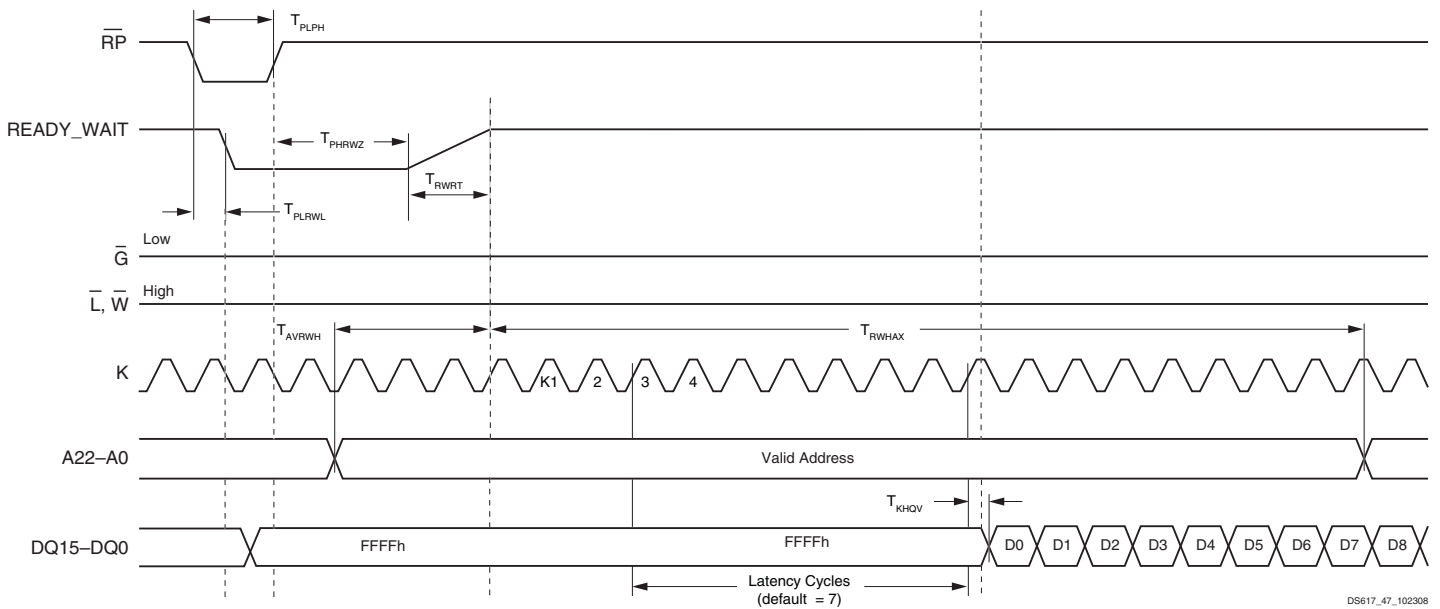 T_PLPH
RP
READY_WAIT
T_PHRWZ
T_RWRT
T_PLRWL
Low
G
High
L, W
T_AVRWH
T_RWHAX
K
K1 2 3 4
A22–A0
Valid Address
T_KHQV
DQ15–DQ0
FFFFh FFFFh D0 D1 D2 D3 D4 D5 D6 D7 D8
Latency Cycles
(default = 7)
DS617_47_102308